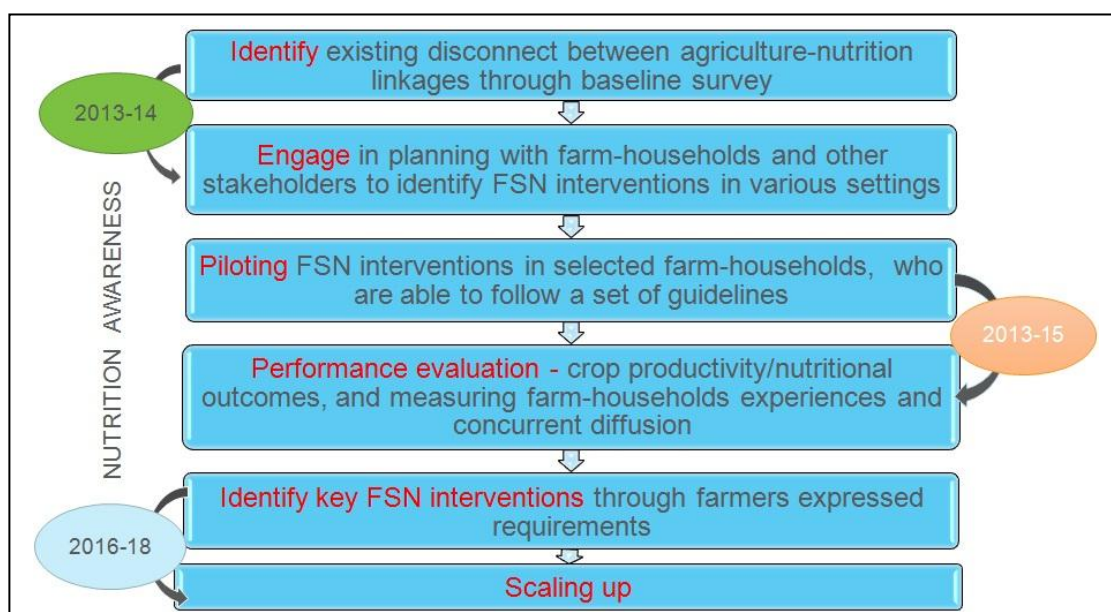 Identify existing disconnect between agriculture-nutrition
linkages through baseline survey
2013-14
Engage in planning with farm-households and other
stakeholders to identify FSN interventions in various settings
NUTRITION AWARENESS
Piloting FSN interventions in selected farm-households, who
are able to follow a set of guidelines
2013-15
Performance evaluation - crop productivity/nutritional
outcomes, and measuring farm-households experiences and
concurrent diffusion
Identify key FSN interventions through farmers expressed
requirements
2016-18
Scaling up